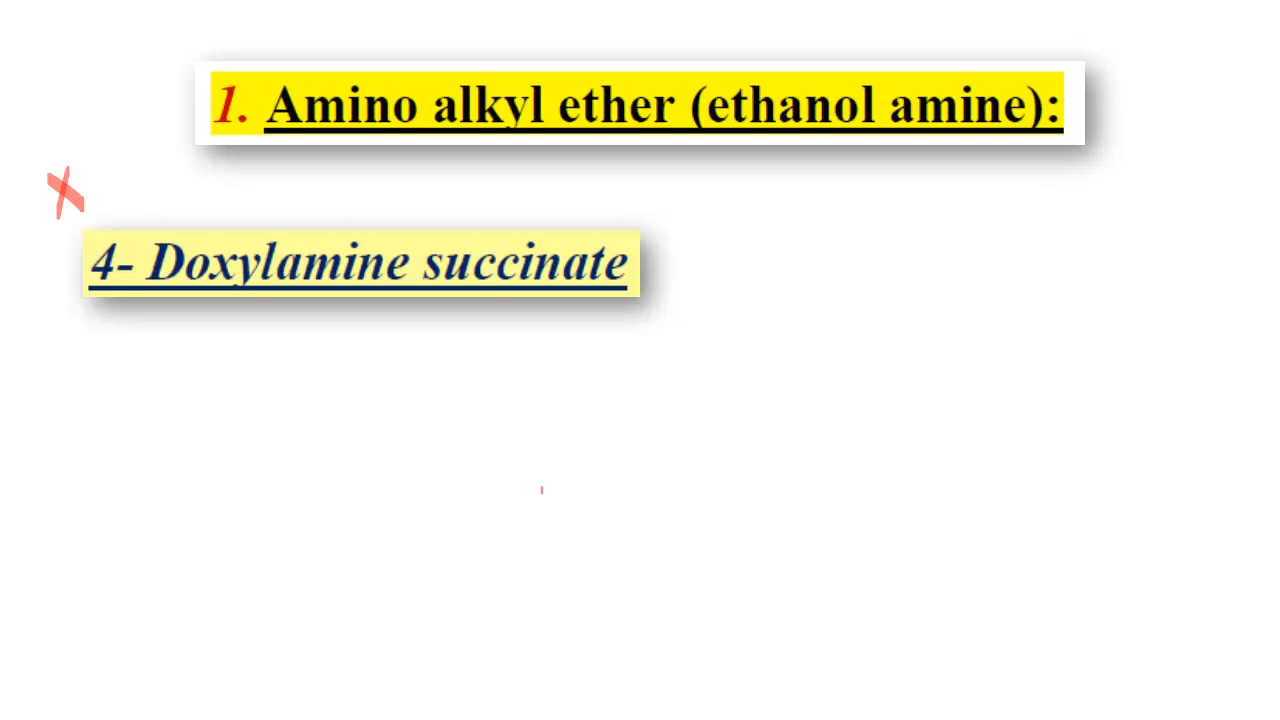 1. Amino alkyl ether (ethanol amine):
4- Doxylamine succinate